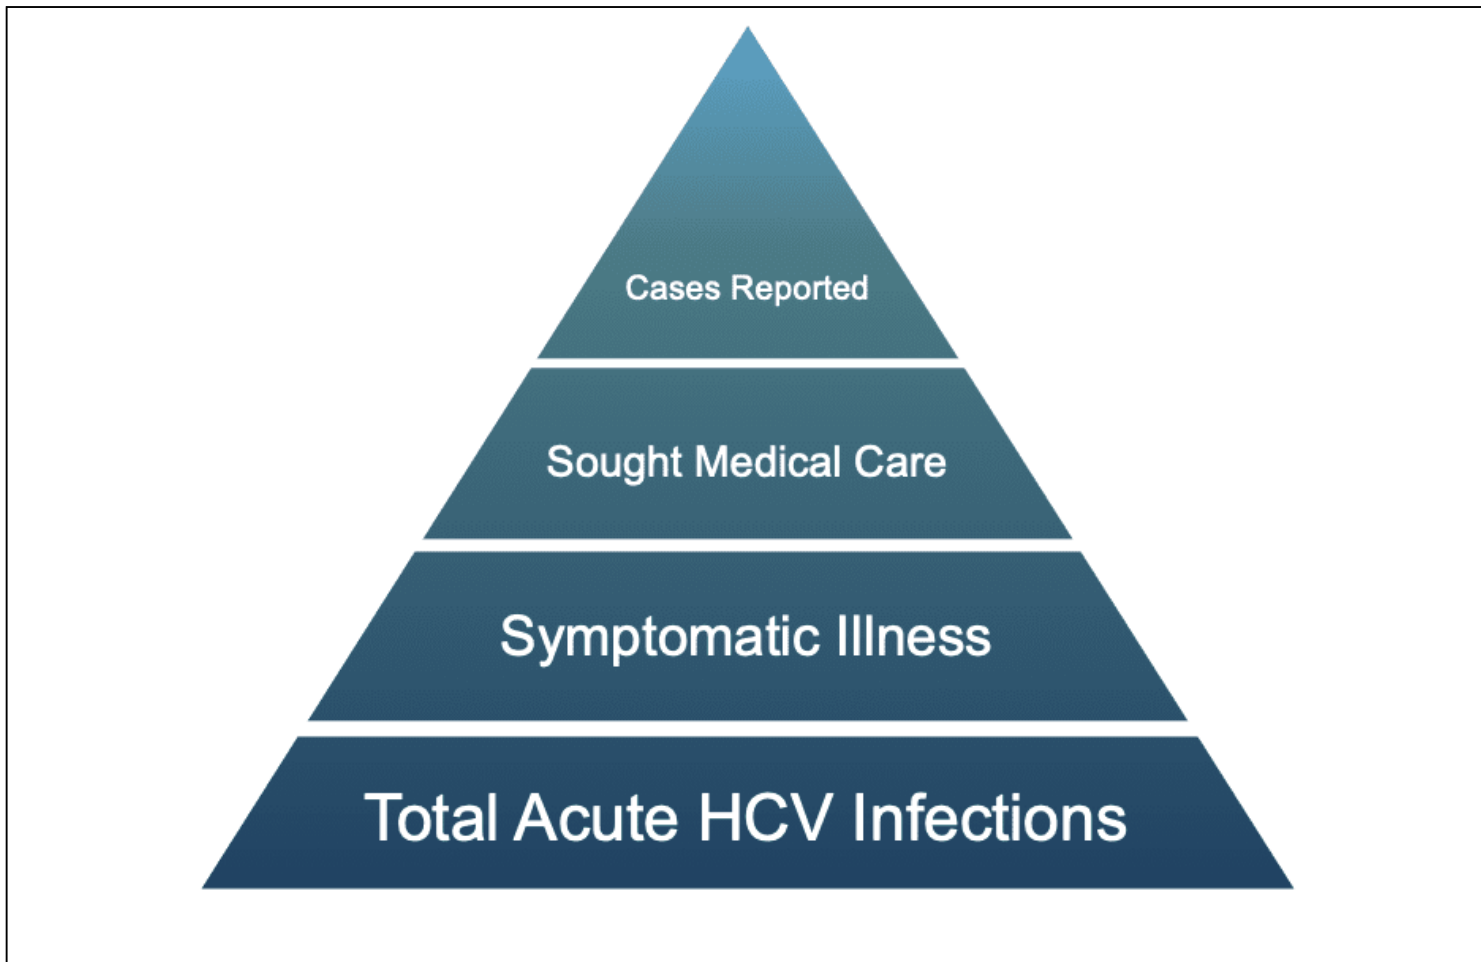 Cases Reported
Sought Medical Care
Symptomatic Illness
Total Acute HCV Infections